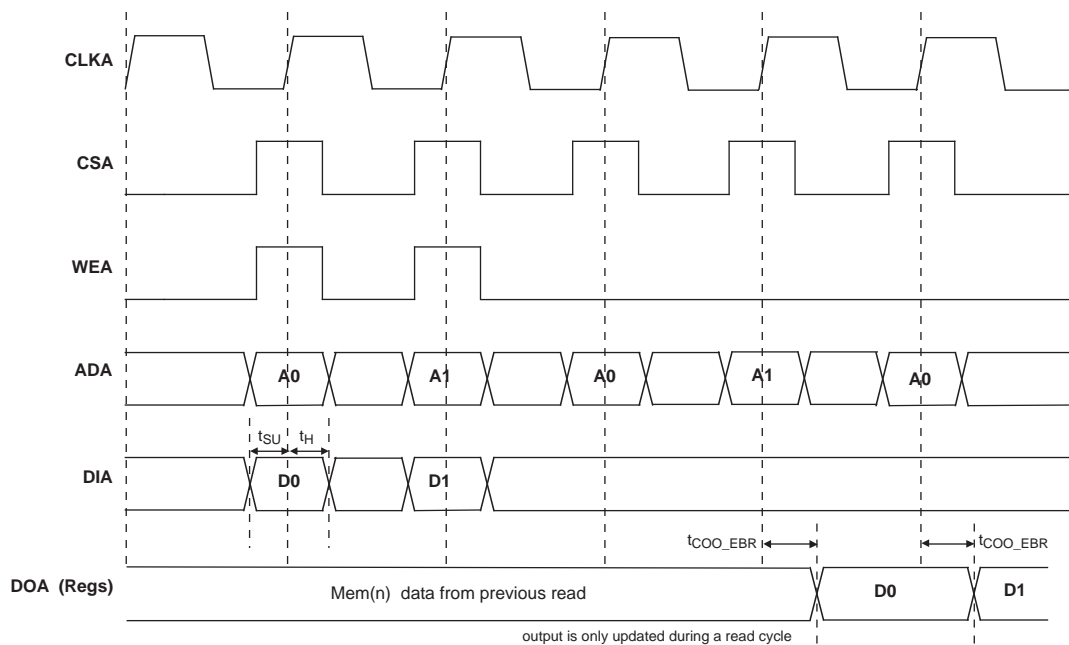 CLKA
CSA
WEA
ADA A0 A1 A0 A1 A0
tSU tH
DIA D0 D1
tCOO_EBR tCOO_EBR
DOA (Regs) Mem(n) data from previous read D0 D1
output is only updated during a read cycle